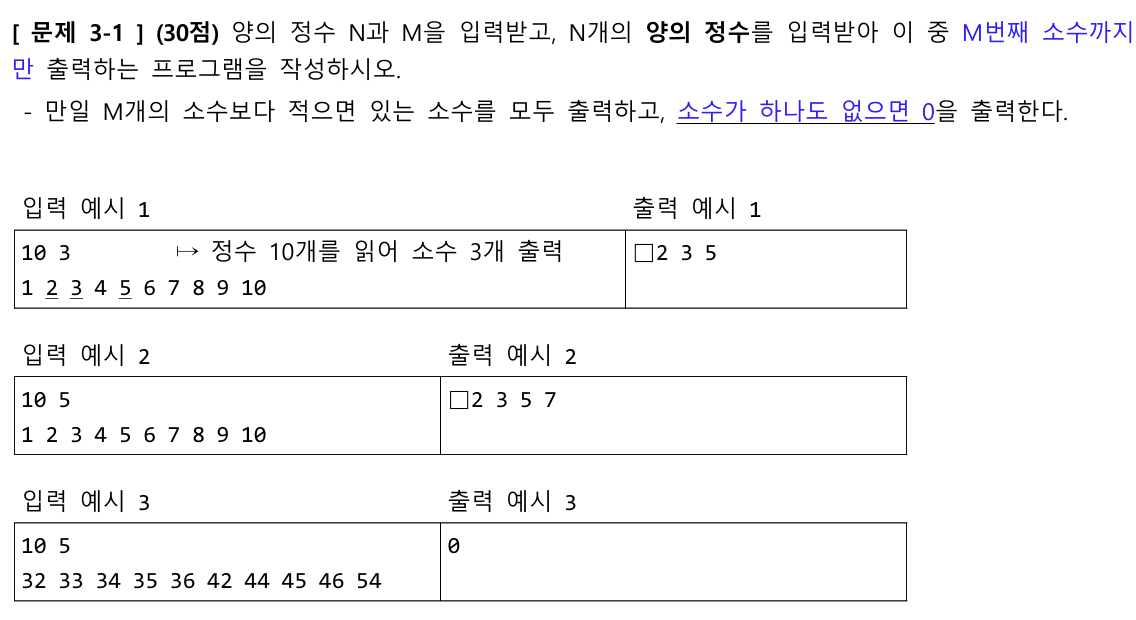 [ 문제 3-1 ] (30점) 양의 정수 N과 M을 입력받고, N개의 양의 정수를 입력받아 이 중 M번째 소수까지
만 출력하는 프로그램을 작성하시오.
- 만일 M개의 소수보다 적으면 있는 소수를 모두 출력하고, 소수가 하나도 없으면 0을 출력한다.
입력 예시 1
출력 예시 1
10 3 ↦ 정수 10개를 읽어 소수 3개 출력
□2 3 5
1 2 3 4 5 6 7 8 9 10
입력 예시 2
출력 예시 2
10 5
□2 3 5 7
1 2 3 4 5 6 7 8 9 10
입력 예시 3
출력 예시 3
10 5
0
32 33 34 35 36 42 44 45 46 54